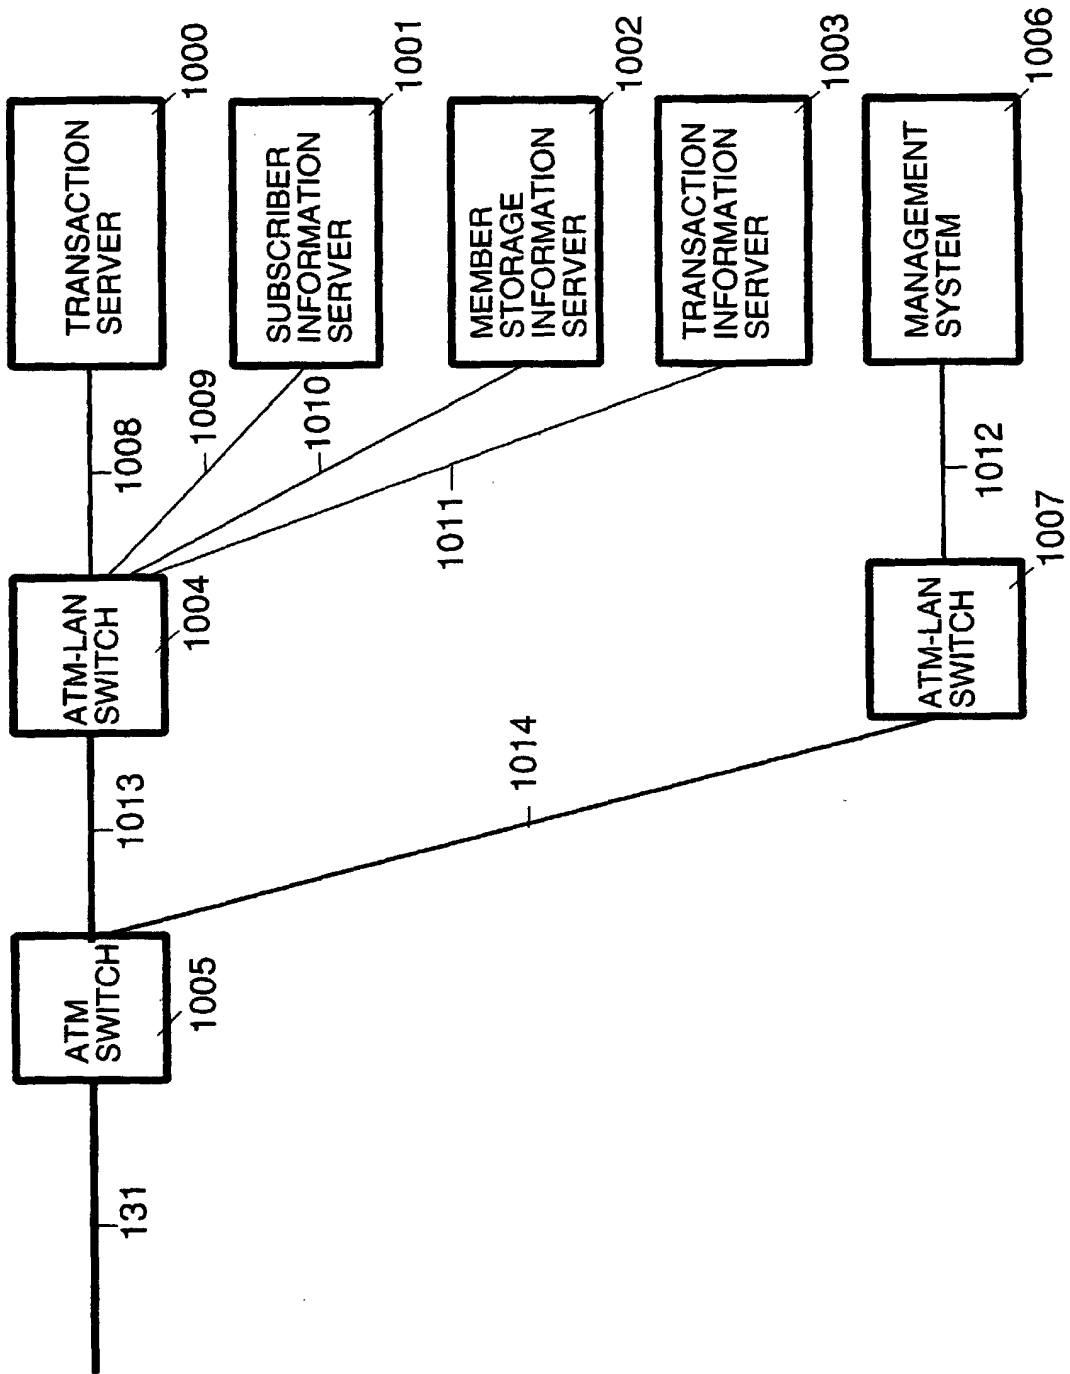 TRANSACTION
SERVER
1000
SUBSCRIBER
INFORMATION
SERVER
1001
MEMBER
STORAGE
INFORMATION
SERVER
1002
TRANSACTION
INFORMATION
SERVER
1003
MANAGEMENT
SYSTEM
1006
1008
1009
1010
1011
1012
ATM-LAN
SWITCH
1004
ATM-LAN
SWITCH
1007
1013
1014
ATM
SWITCH
1005
131